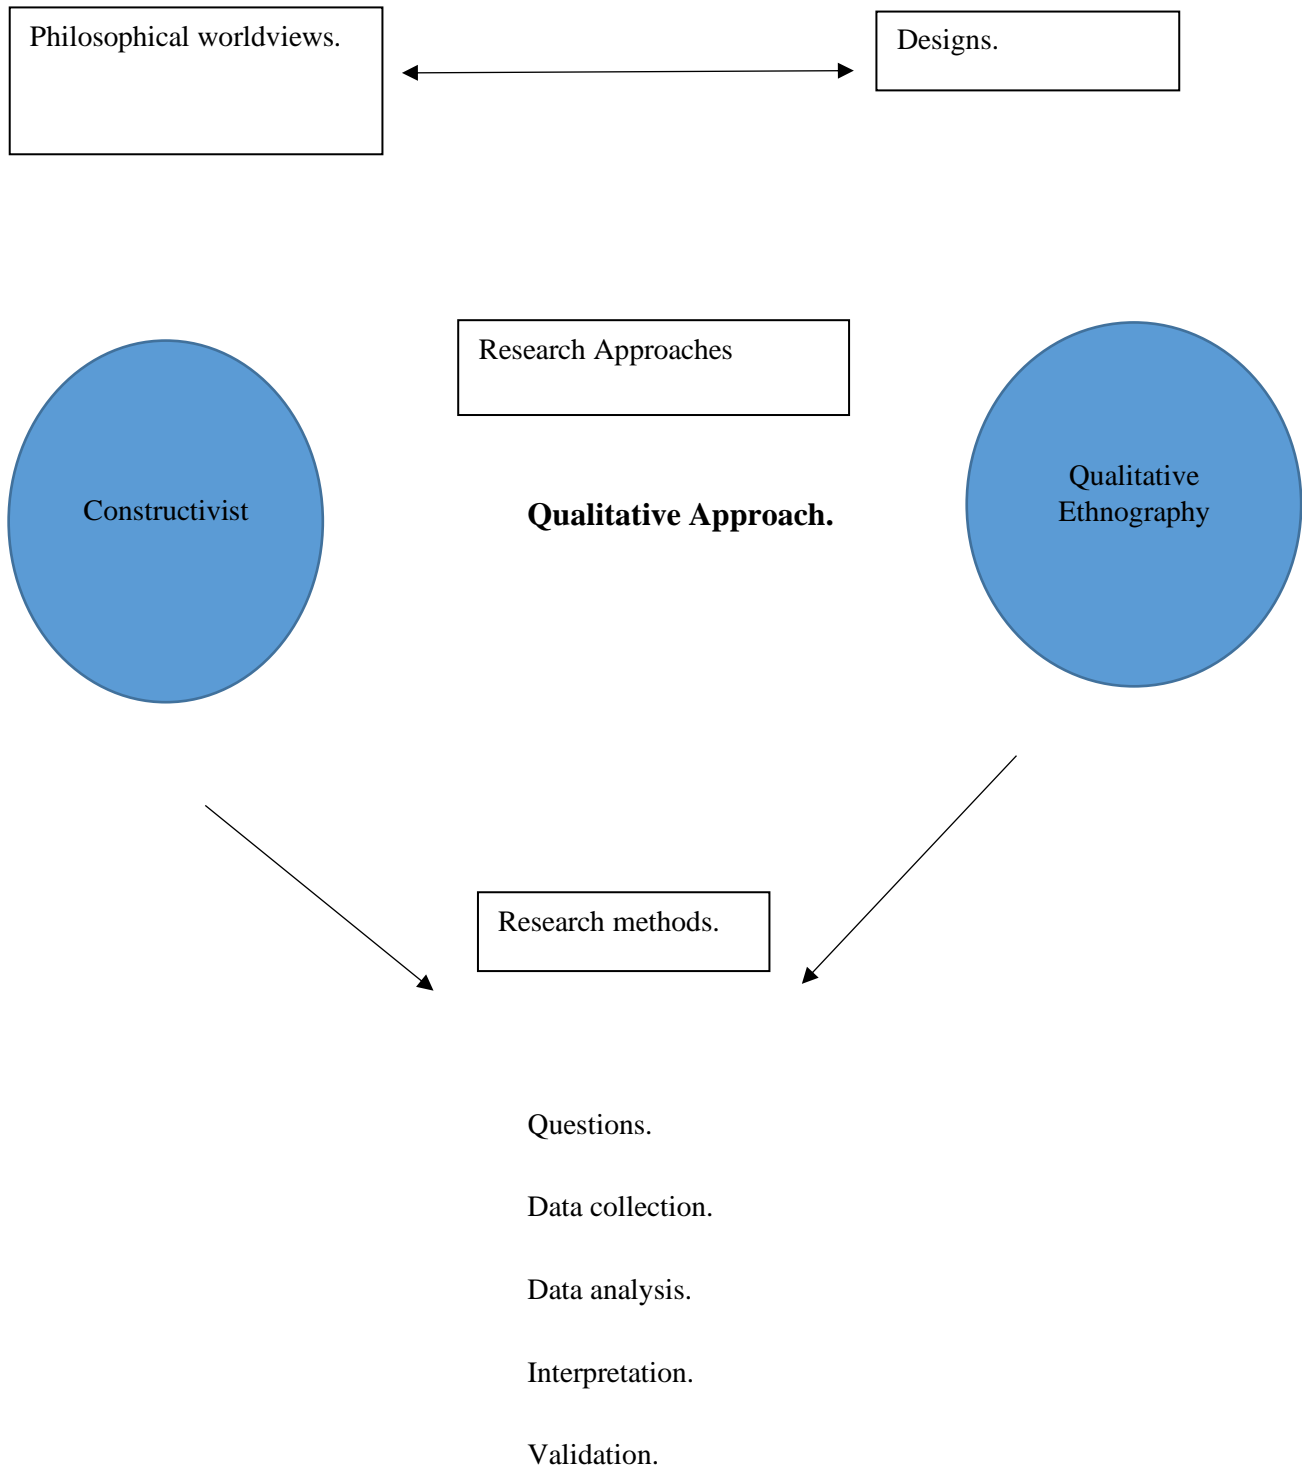 Philosophical worldviews.
Designs.
Research Approaches
Constructivist
Qualitative Approach.
Qualitative
Ethnography
Research methods.
Questions.
Data collection.
Data analysis.
Interpretation.
Validation.